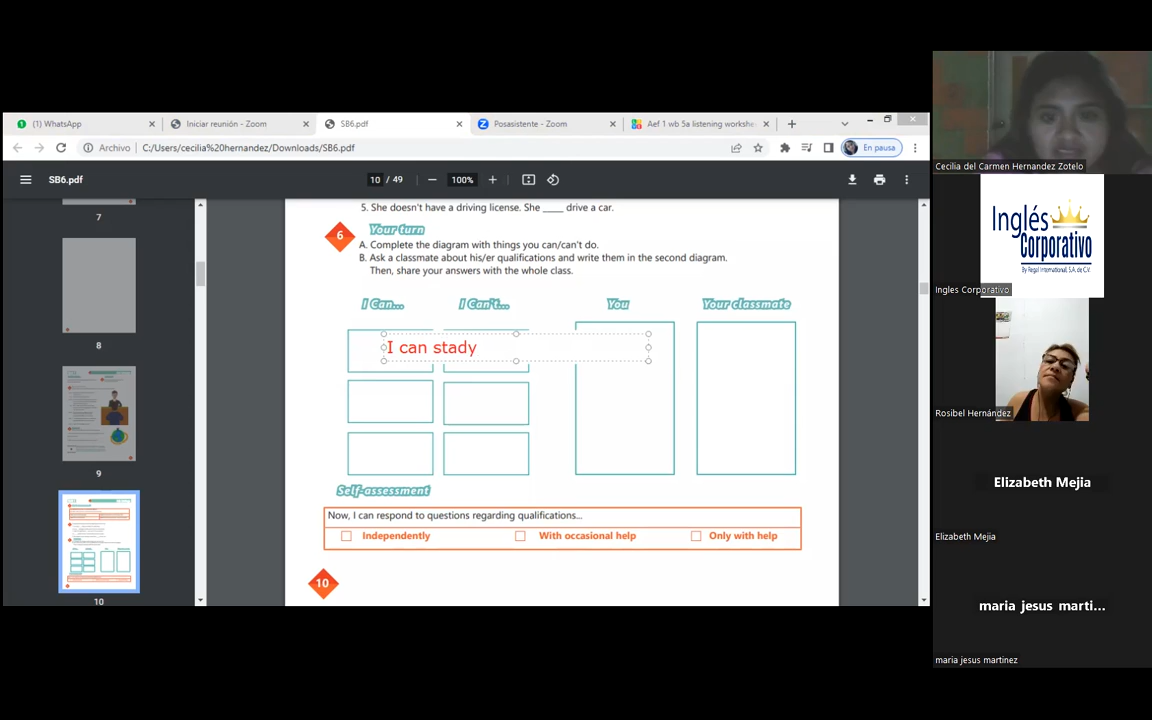 (1) WhatsApp
Iniciar reunión - Zoom
SB6.pdf
Posasistente - Zoom
Aef 1 wb 5a listening workshe
Archivo
C:/Users/cecilia%20hernandez/Downloads/SB6.pdf
En pausa
SB6.pdf
10 / 49
100%
7
8
9
10
5. She doesn't have a driving license. She ____ drive a car.
6
Your turn
A. Complete the diagram with things you can/can't do.
B. Ask a classmate about his/er qualifications and write them in the second diagram.
Then, share your answers with the whole class.
I Can...
I Can't...
You
Your classmate
I can stady
Self-assessment
Now, I can respond to questions regarding qualifications...
Independently
With occasional help
Only with help
10
Cecilia del Carmen Hernandez Zotelo
Inglés
Corporativo
By Regal International, S.A. de C.V.
Ingles Corporativo
Rosibel Hernández
Elizabeth Mejia
Elizabeth Mejia
maria jesus marti...
maria jesus martinez